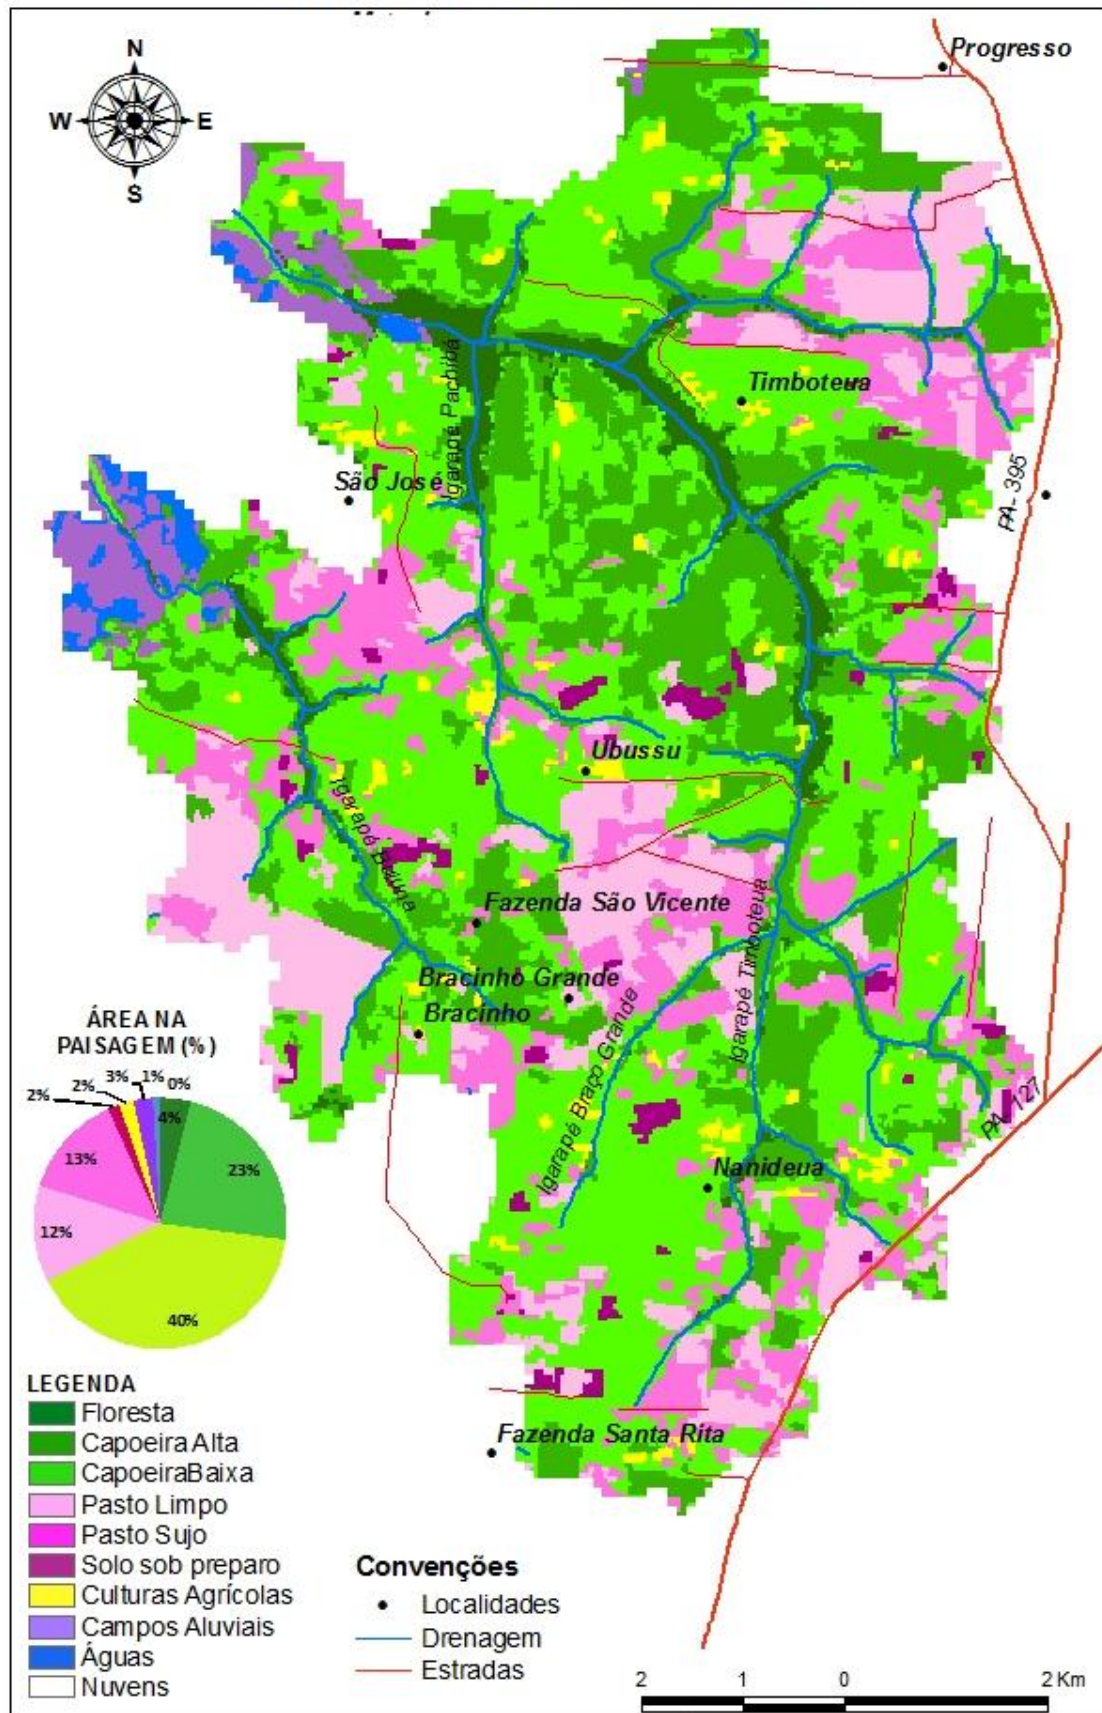 N
W
E
S
Progresso
Timboteua
Igarapé Pachibá
São José
PA-395
Ubussu
Igarapé Buiuna
Fazenda São Vicente
Igarapé Timboteua
Bracinho Grande
Bracinho
Igarapé Braço Grande
PA-127
Nanideua
ÁREA NA
PAISAGEM (%)
2%
2%
3%
1%
0%
4%
23%
13%
12%
40%
Fazenda Santa Rita
LEGENDA
Floresta
Capoeira Alta
CapoeiraBaixa
Pasto Limpo
Pasto Sujo
Solo sob preparo
Culturas Agrícolas
Campos Aluviais
Águas
Nuvens
Convenções
Localidades
Drenagem
Estradas
2 1 0 2 Km